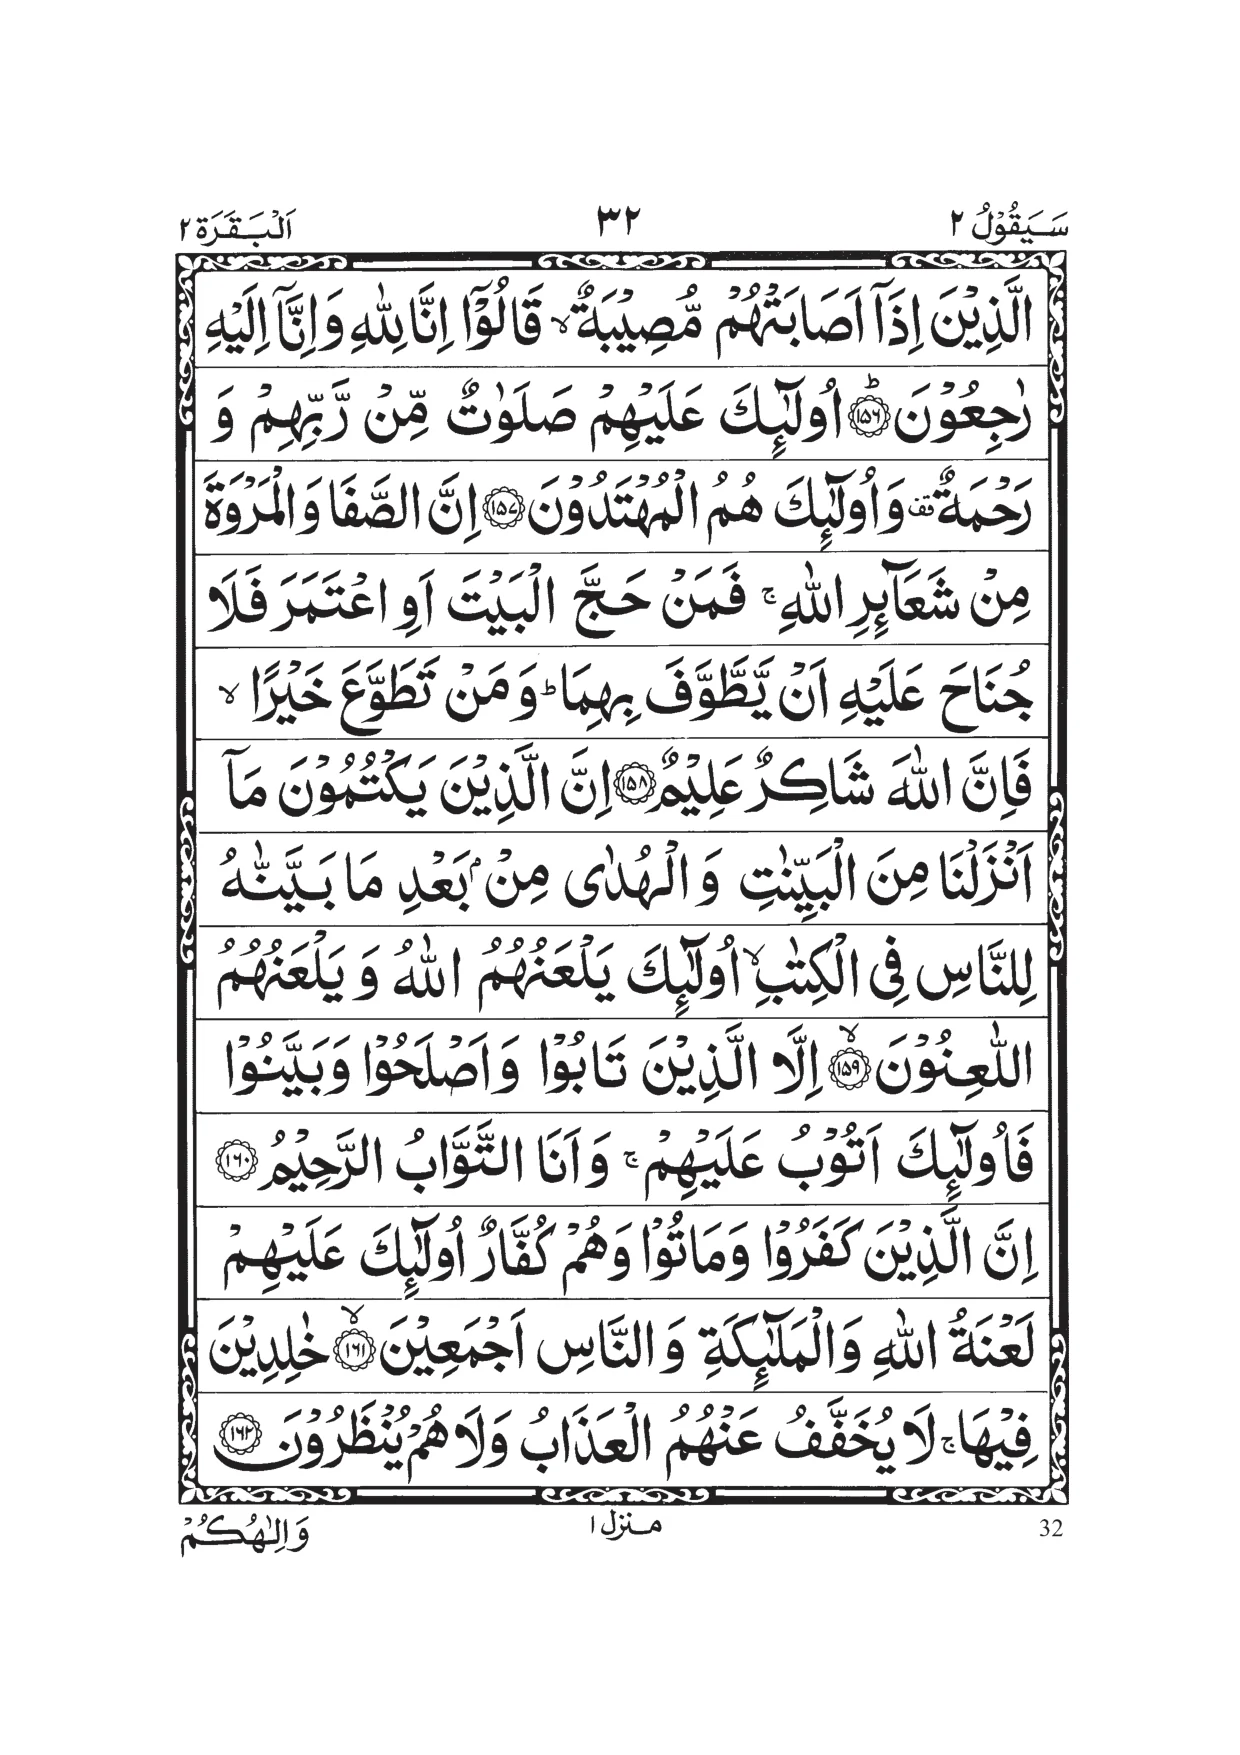 سَيَقُوْلُ ٢ ٣٢ اَلْبَقَرَة ٢
الَّذِيْنَ اِذَاۤ اَصَابَتْهُمْ مُّصِيْبَةٌ ۙ قَالُوْۤا اِنَّا لِلّٰهِ وَاِنَّاۤ اِلَيْهِ
رٰجِعُوْنَ ؕ﴿۱۵۶﴾ اُولٰٓئِكَ عَلَيْهِمْ صَلَوٰتٌ مِّنْ رَّبِّهِمْ وَ
رَحْمَةٌ ۟ قف وَاُولٰٓئِكَ هُمُ الْمُهْتَدُوْنَ ﴿۱۵۷﴾ اِنَّ الصَّفَا وَالْمَرْوَةَ
مِنْ شَعَآئِرِ اللّٰهِ ۚ فَمَنْ حَجَّ الْبَيْتَ اَوِ اعْتَمَرَ فَلَا
جُنَاحَ عَلَيْهِ اَنْ يَّطَّوَّفَ بِهِمَا ؕ وَمَنْ تَطَوَّعَ خَيْرًا ۙ
فَاِنَّ اللّٰهَ شَاكِرٌ عَلِيْمٌ ﴿۱۵۸﴾ اِنَّ الَّذِيْنَ يَكْتُمُوْنَ مَاۤ
اَنْزَلْنَا مِنَ الْبَيِّنٰتِ وَالْهُدٰى مِنْۢ بَعْدِ مَا بَيَّنّٰهُ
لِلنَّاسِ فِى الْكِتٰبِ ۙ اُولٰٓئِكَ يَلْعَنُهُمُ اللّٰهُ وَيَلْعَنُهُمُ
اللّٰعِنُوْنَ ۙ﴿۱۵۹﴾ اِلَّا الَّذِيْنَ تَابُوْا وَاَصْلَحُوْا وَبَيَّنُوْا
فَاُولٰٓئِكَ اَتُوْبُ عَلَيْهِمْ ۚ وَاَنَا التَّوَّابُ الرَّحِيْمُ ﴿۱۶۰﴾
اِنَّ الَّذِيْنَ كَفَرُوْا وَمَاتُوْا وَهُمْ كُفَّارٌ اُولٰٓئِكَ عَلَيْهِمْ
لَعْنَةُ اللّٰهِ وَالْمَلٰٓئِكَةِ وَالنَّاسِ اَجْمَعِيْنَ ۙ﴿۱۶۱﴾ خٰلِدِيْنَ
فِيْهَا ۚ لَا يُخَفَّفُ عَنْهُمُ الْعَذَابُ وَلَا هُمْ يُنْظَرُوْنَ ﴿۱۶۲﴾
32 منزل ١ وَاِلٰهُكُمْ